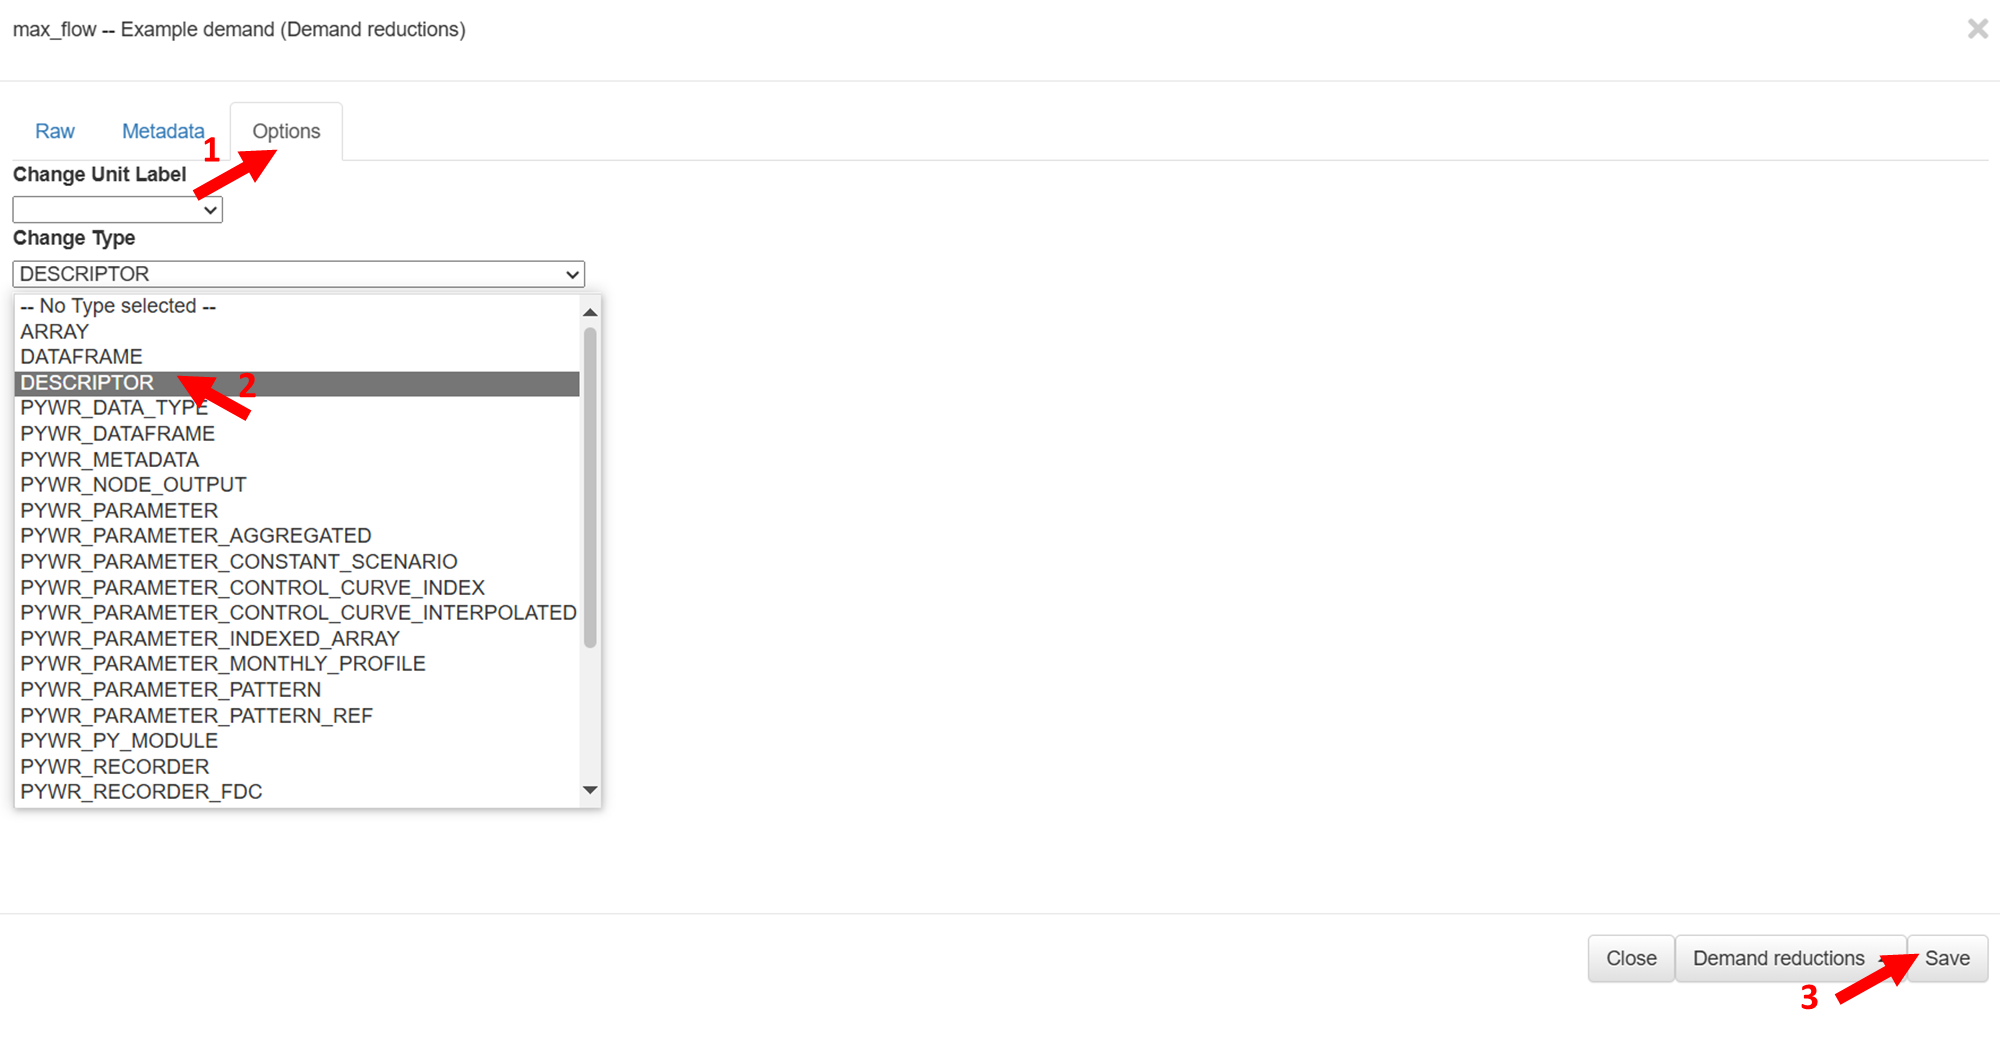 max_flow -- Example demand (Demand reductions)
Raw Metadata Options
1
Change Unit Label
Change Type
DESCRIPTOR
-- No Type selected --
ARRAY
DATAFRAME
DESCRIPTOR
2
PYWR_DATA_TYPE
PYWR_DATAFRAME
PYWR_METADATA
PYWR_NODE_OUTPUT
PYWR_PARAMETER
PYWR_PARAMETER_AGGREGATED
PYWR_PARAMETER_CONSTANT_SCENARIO
PYWR_PARAMETER_CONTROL_CURVE_INDEX
PYWR_PARAMETER_CONTROL_CURVE_INTERPOLATED
PYWR_PARAMETER_INDEXED_ARRAY
PYWR_PARAMETER_MONTHLY_PROFILE
PYWR_PARAMETER_PATTERN
PYWR_PARAMETER_PATTERN_REF
PYWR_PY_MODULE
PYWR_RECORDER
PYWR_RECORDER_FDC
Close Demand reductions Save
3